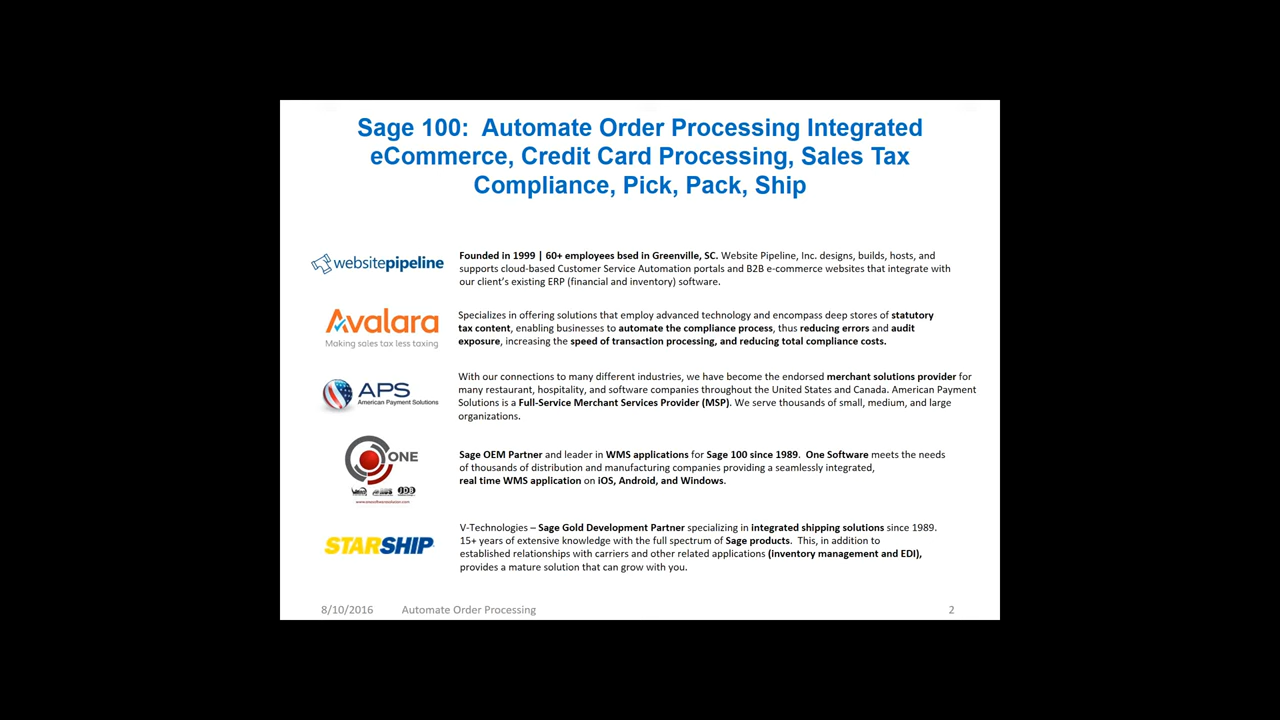 Sage 100:  Automate Order Processing Integrated
eCommerce, Credit Card Processing, Sales Tax
Compliance, Pick, Pack, Ship
websitepipeline
Founded in 1999 | 60+ employees bsed in Greenville, SC. Website Pipeline, Inc. designs, builds, hosts, and
supports cloud-based Customer Service Automation portals and B2B e-commerce websites that integrate with
our client's existing ERP (financial and inventory) software.
Avalara
Making sales tax less taxing
Specializes in offering solutions that employ advanced technology and encompass deep stores of statutory
tax content, enabling businesses to automate the compliance process, thus reducing errors and audit
exposure, increasing the speed of transaction processing, and reducing total compliance costs.
APS
American Payment Solutions
With our connections to many different industries, we have become the endorsed merchant solutions provider for
many restaurant, hospitality, and software companies throughout the United States and Canada. American Payment
Solutions is a Full-Service Merchant Services Provider (MSP). We serve thousands of small, medium, and large
organizations.
ONE
Sage OEM Partner and leader in WMS applications for Sage 100 since 1989.  One Software meets the needs
of thousands of distribution and manufacturing companies providing a seamlessly integrated,
real time WMS application on iOS, Android, and Windows.
STARSHIP
V-Technologies – Sage Gold Development Partner specializing in integrated shipping solutions since 1989.
15+ years of extensive knowledge with the full spectrum of Sage products.  This, in addition to
established relationships with carriers and other related applications (inventory management and EDI),
provides a mature solution that can grow with you.
8/10/2016 Automate Order Processing 2